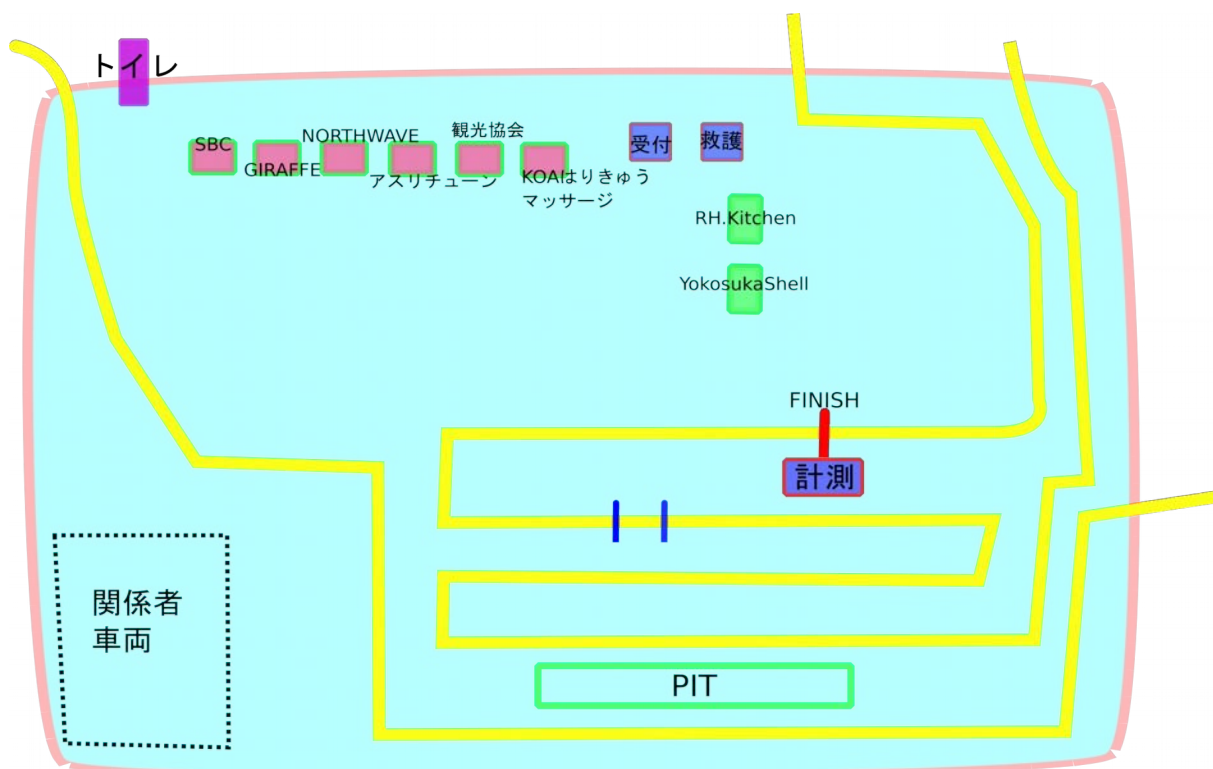 トイレ
SBC
GIRAFFE
NORTHWAVE
アスリチューン
観光協会
KOAはりきゅう
マッサージ
受付
救護
RH.Kitchen
YokosukaShell
FINISH
計測
関係者
車両
PIT